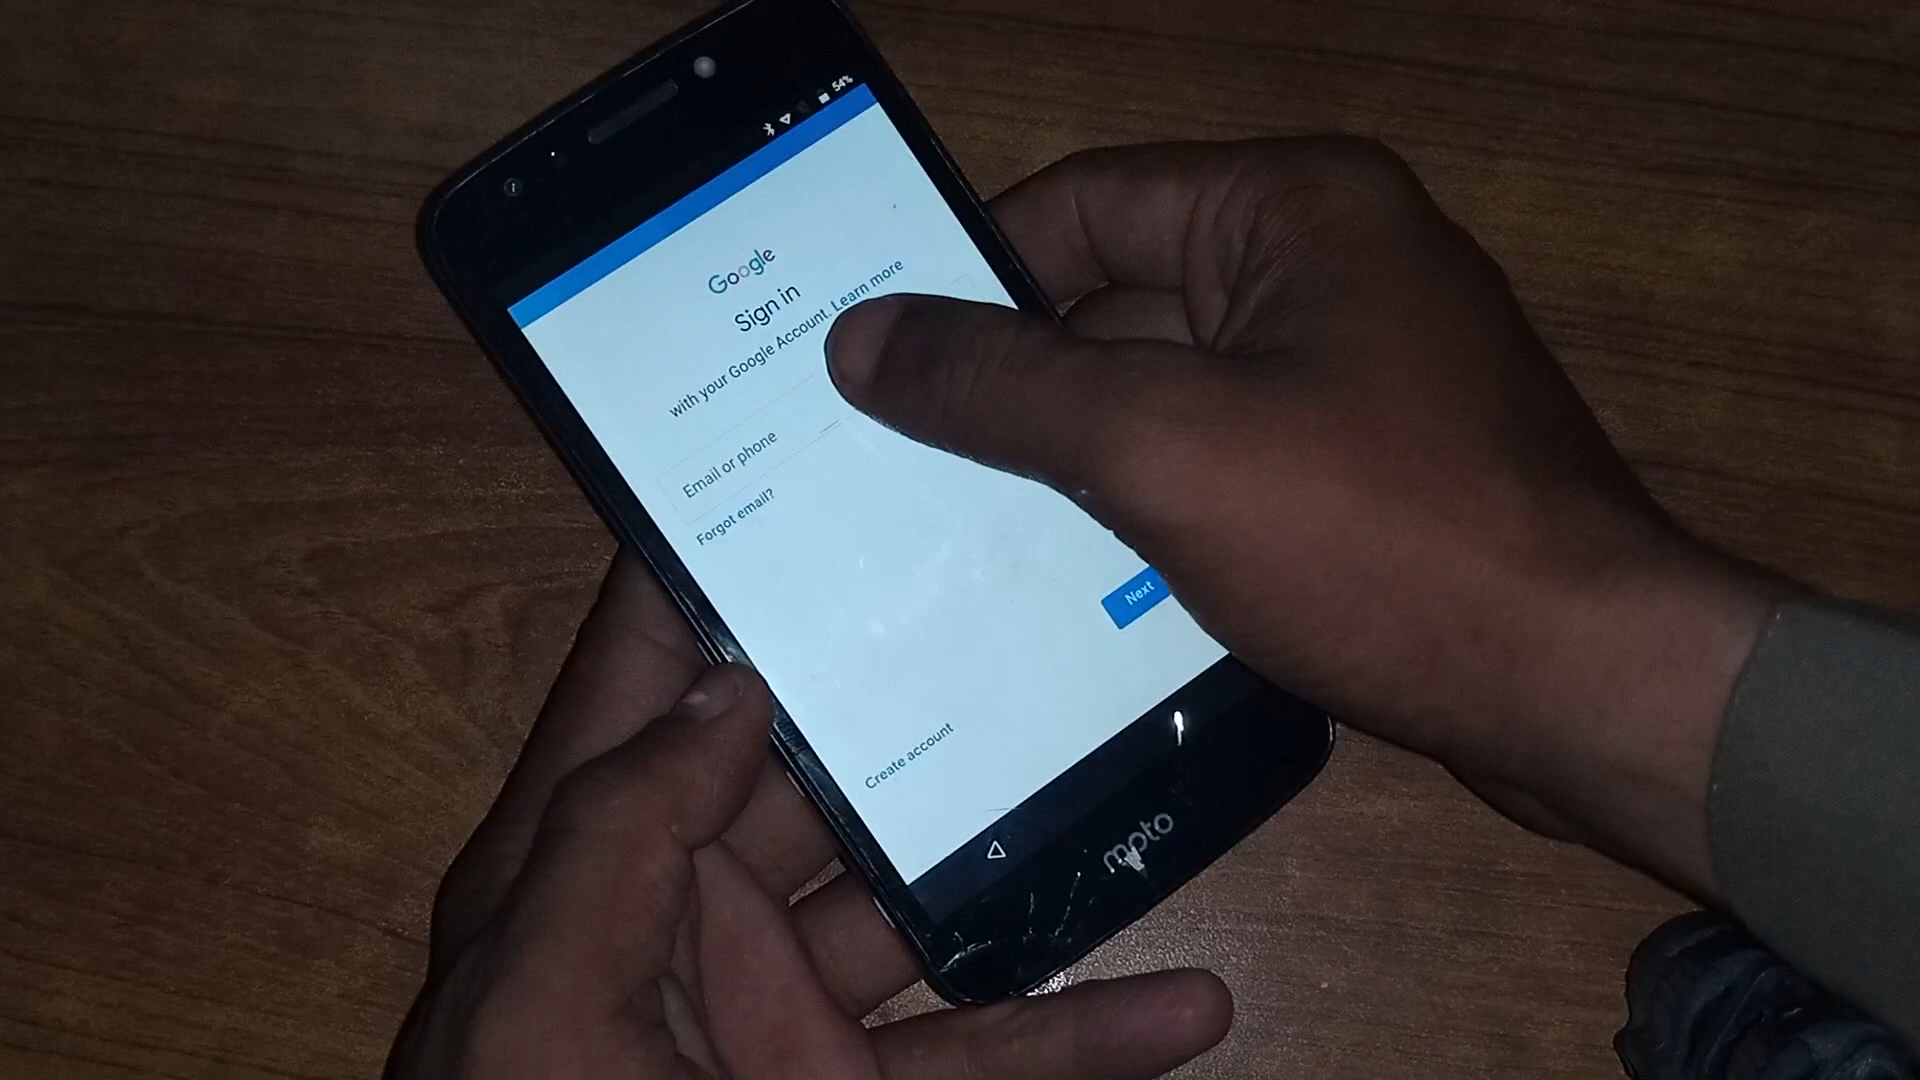 54%
Google
Sign in
with your Google Account. Learn more
Email or phone
Forgot email?
Next
Create account
moto